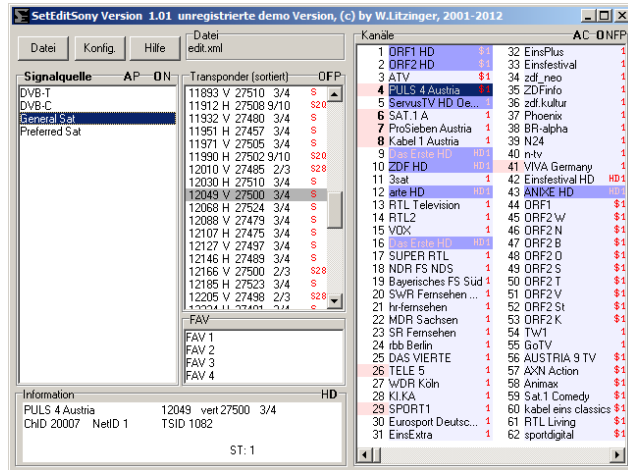 SetEditSony Version 1.01 unregistrierte demo Version, (c) by W.Litzinger, 2001-2012
Datei
Konfig.
Hilfe
Datei
edit.xml
Signalquelle AP ON
DVB-T
DVB-C
General Sat
Preferred Sat
Transponder (sortiert) OFP
11893 V 27510 3/4 S
11912 H 27508 9/10 S20
11932 V 27480 3/4 S
11951 H 27457 3/4 S
11971 V 27505 3/4 S
11990 H 27502 9/10 S20
12010 V 27485 2/3 S28
12030 H 27510 3/4 S
12049 V 27500 3/4 S
12068 H 27524 3/4 S
12088 V 27479 3/4 S
12107 H 27475 3/4 S
12127 V 27497 3/4 S
12146 H 27489 3/4 S
12166 V 27500 2/3 S28
12185 H 27523 3/4 S
12205 V 27498 2/3 S28
12224 H 27481 3/4 S
FAV
FAV 1
FAV 2
FAV 3
FAV 4
Information HD
PULS 4 Austria 12049 vert 27500 3/4
ChID 20007 NetID 1 TSID 1082
ST: 1
Kanäle AC ONFP
1 ORF1 HD $1
2 ORF2 HD $1
3 ATV $1
4 PULS 4 Austria $1
5 ServusTV HD Oe... 1
6 SAT.1 A 1
7 ProSieben Austria 1
8 Kabel 1 Austria 1
9 Das Erste HD HD1
10 ZDF HD HD1
11 3sat 1
12 arte HD HD1
13 RTL Television 1
14 RTL2 1
15 VOX 1
16 Das Erste HD HD1
17 SUPER RTL 1
18 NDR FS NDS 1
19 Bayerisches FS Süd 1
20 SWR Fernsehen ... 1
21 hr-fernsehen 1
22 MDR Sachsen 1
23 SR Fernsehen 1
24 rbb Berlin 1
25 DAS VIERTE 1
26 TELE 5 1
27 WDR Köln 1
28 KI.KA 1
29 SPORT1 1
30 Eurosport Deutsc... 1
31 EinsExtra 1
32 EinsPlus 1
33 Einsfestival 1
34 zdf_neo 1
35 ZDFinfo 1
36 zdf.kultur 1
37 Phoenix 1
38 BR-alpha 1
39 N24 1
40 n-tv 1
41 VIVA Germany 1
42 Einsfestival HD HD1
43 ANIXE HD HD1
44 ORF1 $1
45 ORF2 W $1
46 ORF2 N $1
47 ORF2 B $1
48 ORF2 O $1
49 ORF2 S $1
50 ORF2 T $1
51 ORF2 V $1
52 ORF2 St $1
53 ORF2 K $1
54 TW1 1
55 GoTV 1
56 AUSTRIA 9 TV $1
57 AXN Action $1
58 Animax $1
59 Sat.1 Comedy $1
60 kabel eins classics $1
61 RTL Living $1
62 sportdigital $1